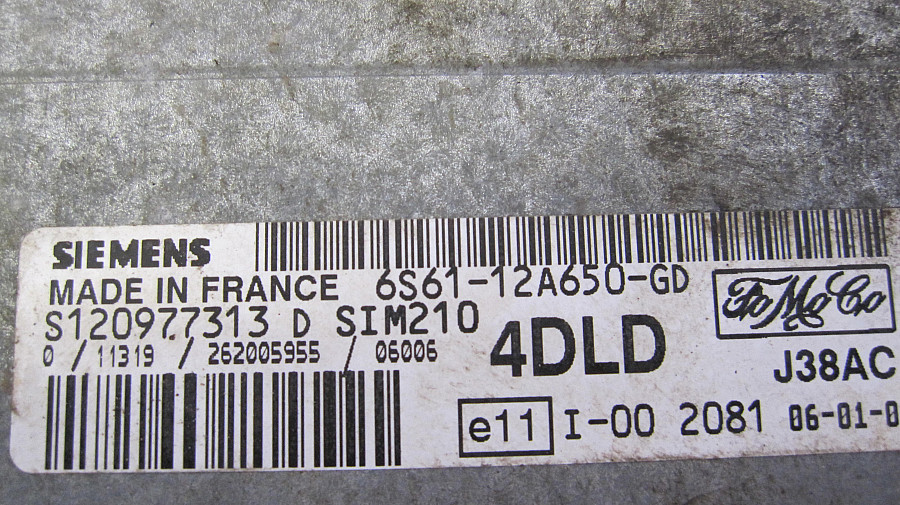 SIEMENS
MADE IN FRANCE 6S61-12A650-GD
FoMoCo
S120977313 D SIM210
4DLD
0 / 11319 / 262005955 / 06006
J38AC
e11 I-00 2081 06-01-0